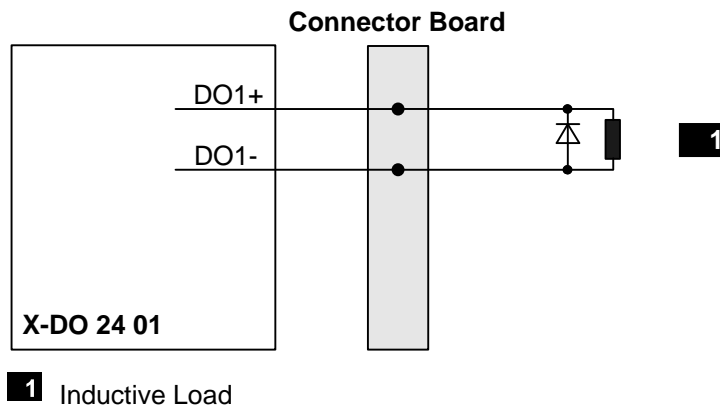 Connector Board
DO1+
1
DO1-
X-DO 24 01
1 Inductive Load